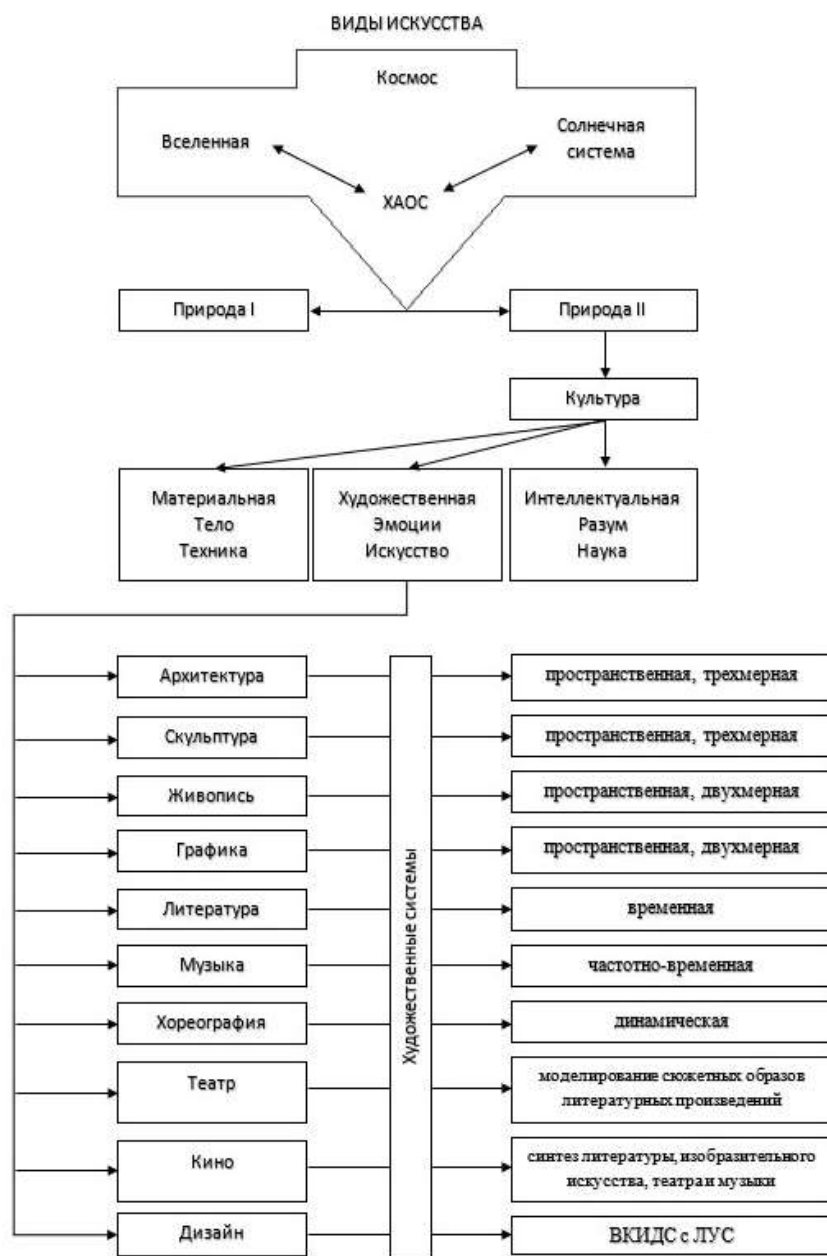 ВИДЫ ИСКУССТВА
Космос
Вселенная
Солнечная
система
ХАОС
Природа I
Природа II
Культура
Материальная
Тело
Техника
Художественная
Эмоции
Искусство
Интеллектуальная
Разум
Наука
Художественные системы
Архитектура
пространственная, трехмерная
Скульптура
пространственная, трехмерная
Живопись
пространственная, двухмерная
Графика
пространственная, двухмерная
Литература
временная
Музыка
частотно-временная
Хореография
динамическая
Театр
моделирование сюжетных образов
литературных произведений
Кино
синтез литературы, изобразительного
искусства, театра и музыки
Дизайн
ВКИДС с ЛУС